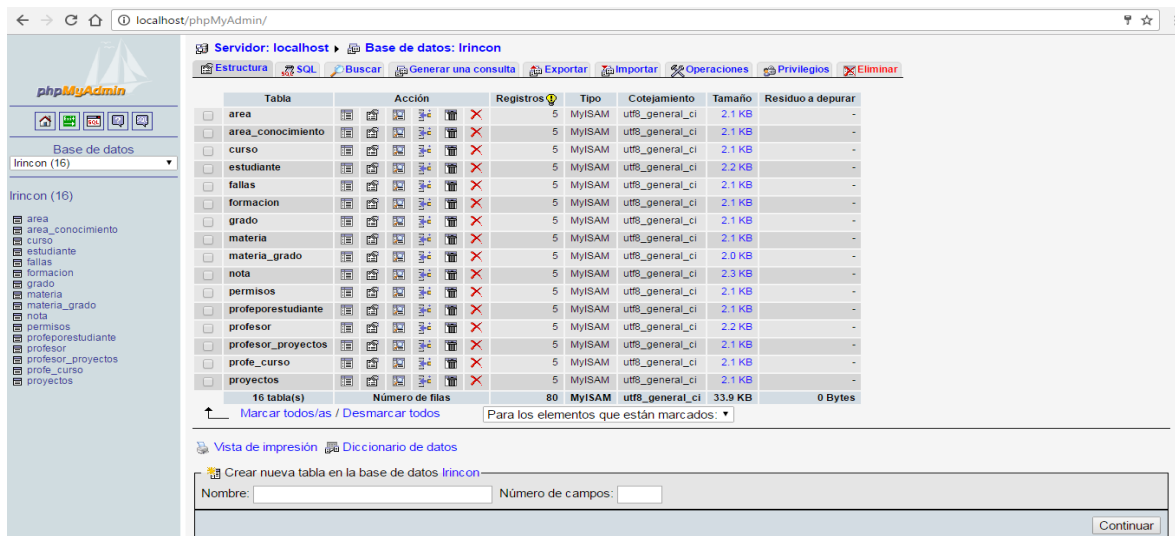 localhost/phpMyAdmin/
phpMyAdmin
Base de datos
lrincon (16)
lrincon (16)
area
area_conocimiento
curso
estudiante
fallas
formacion
grado
materia
materia_grado
nota
permisos
profeporestudiante
profesor
profesor_proyectos
profe_curso
proyectos
Servidor: localhost ▸ Base de datos: lrincon
Estructura SQL Buscar Generar una consulta Exportar Importar Operaciones Privilegios Eliminar
Tabla Acción Registros Tipo Cotejamiento Tamaño Residuo a depurar
area 5 MyISAM utf8_general_ci 2.1 KB -
area_conocimiento 5 MyISAM utf8_general_ci 2.1 KB -
curso 5 MyISAM utf8_general_ci 2.1 KB -
estudiante 5 MyISAM utf8_general_ci 2.2 KB -
fallas 5 MyISAM utf8_general_ci 2.1 KB -
formacion 5 MyISAM utf8_general_ci 2.1 KB -
grado 5 MyISAM utf8_general_ci 2.1 KB -
materia 5 MyISAM utf8_general_ci 2.1 KB -
materia_grado 5 MyISAM utf8_general_ci 2.0 KB -
nota 5 MyISAM utf8_general_ci 2.3 KB -
permisos 5 MyISAM utf8_general_ci 2.1 KB -
profeporestudiante 5 MyISAM utf8_general_ci 2.1 KB -
profesor 5 MyISAM utf8_general_ci 2.2 KB -
profesor_proyectos 5 MyISAM utf8_general_ci 2.1 KB -
profe_curso 5 MyISAM utf8_general_ci 2.1 KB -
proyectos 5 MyISAM utf8_general_ci 2.1 KB -
16 tabla(s) Número de filas 80 MyISAM utf8_general_ci 33.9 KB 0 Bytes
Marcar todos/as / Desmarcar todos Para los elementos que están marcados:
Vista de impresión Diccionario de datos
Crear nueva tabla en la base de datos lrincon
Nombre: Número de campos:
Continuar